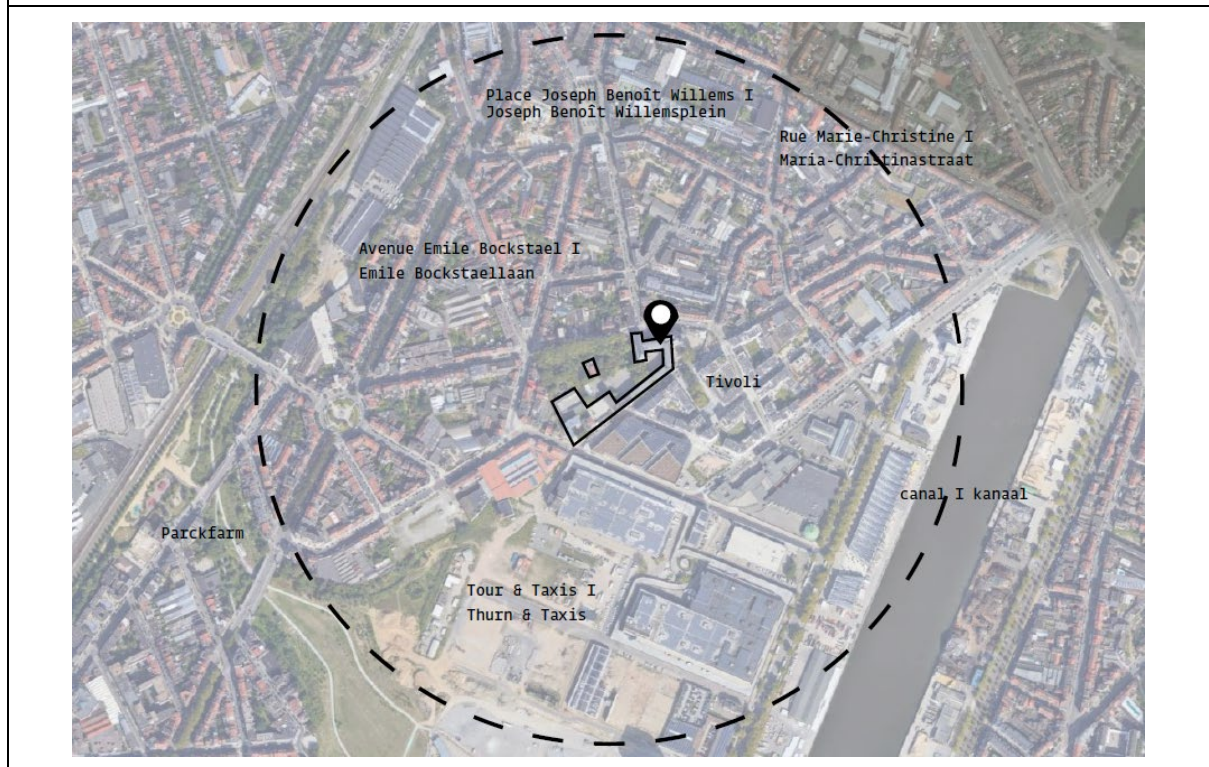 Place Joseph Benoît Willems I
Joseph Benoît Willemsplein
Rue Marie-Christine I
Maria-Christinastraat
Avenue Emile Bockstael I
Emile Bockstaellaan
Tivoli
canal I kanaal
Parckfarm
Tour & Taxis I
Thurn & Taxis